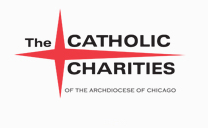 The CATHOLIC
CHARITIES
OF THE ARCHDIOCESE OF CHICAGO